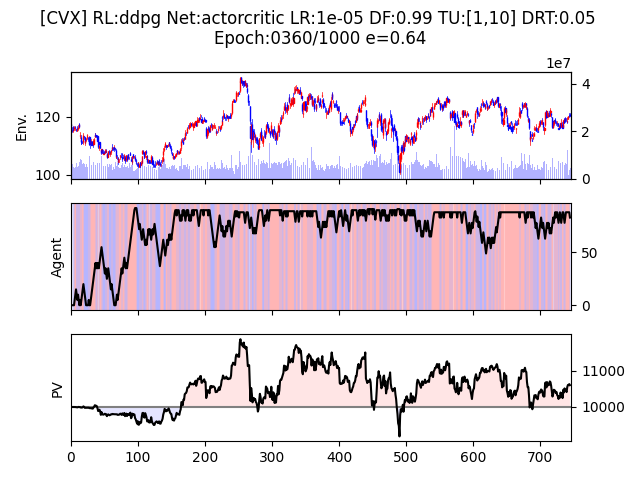 [CVX] RL:ddpg Net:actorcritic LR:1e-05 DF:0.99 TU:[1,10] DRT:0.05
Epoch:0360/1000 e=0.64
1e7
Env.
120
100
4
2
0
Agent
50
0
PV
11000
10000
0 100 200 300 400 500 600 700